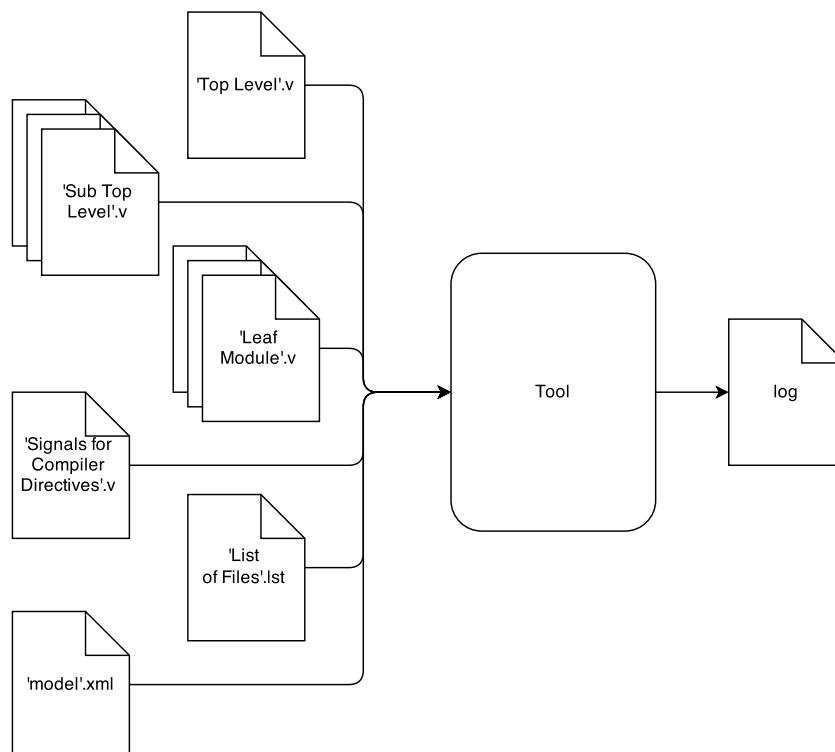 'Top Level'.v
'Sub Top
Level'.v
'Leaf
Module'.v
'Signals for
Compiler
Directives'.v
'List
of Files'.lst
'model'.xml
Tool
log